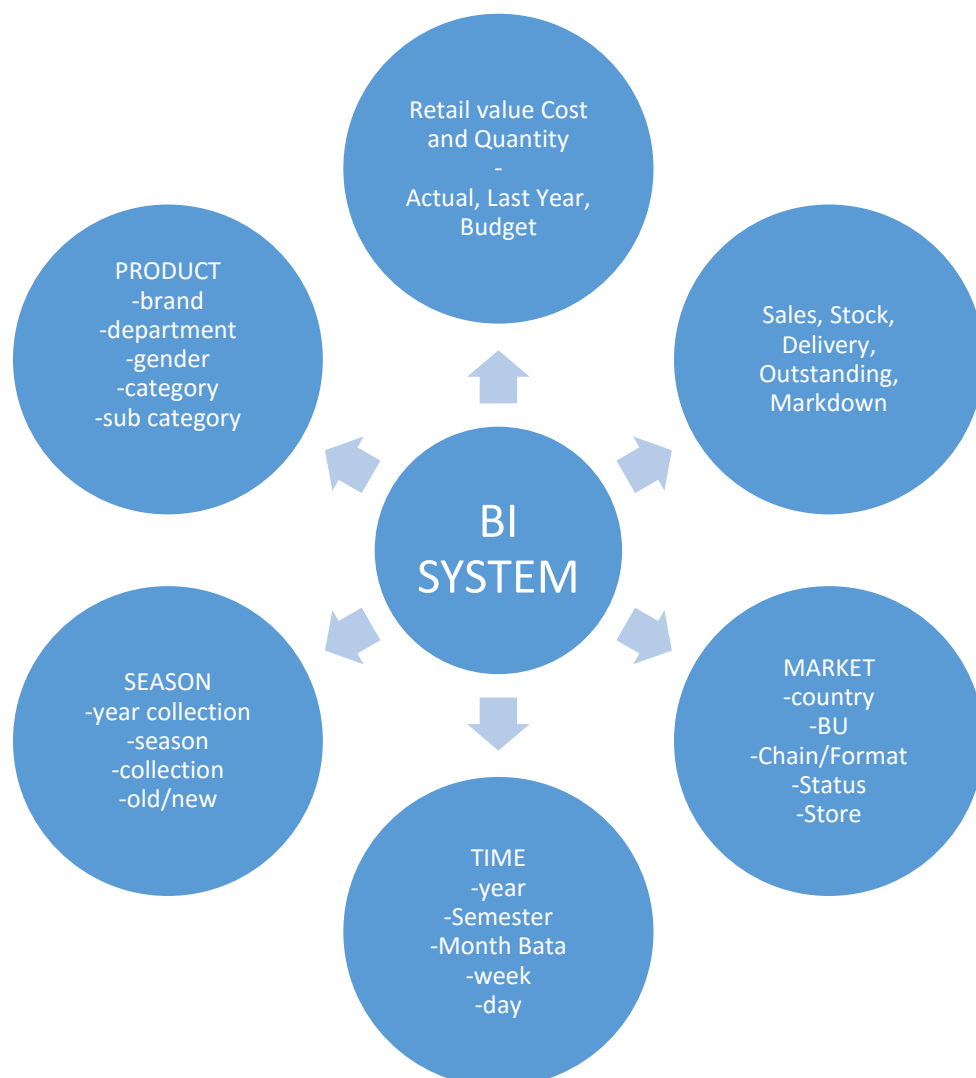 Retail value Cost
and Quantity
-
Actual, Last Year,
Budget
PRODUCT
-brand
-department
-gender
-category
-sub category
Sales, Stock,
Delivery,
Outstanding,
Markdown
BI
SYSTEM
SEASON
-year collection
-season
-collection
-old/new
MARKET
-country
-BU
-Chain/Format
-Status
-Store
TIME
-year
-Semester
-Month Bata
-week
-day